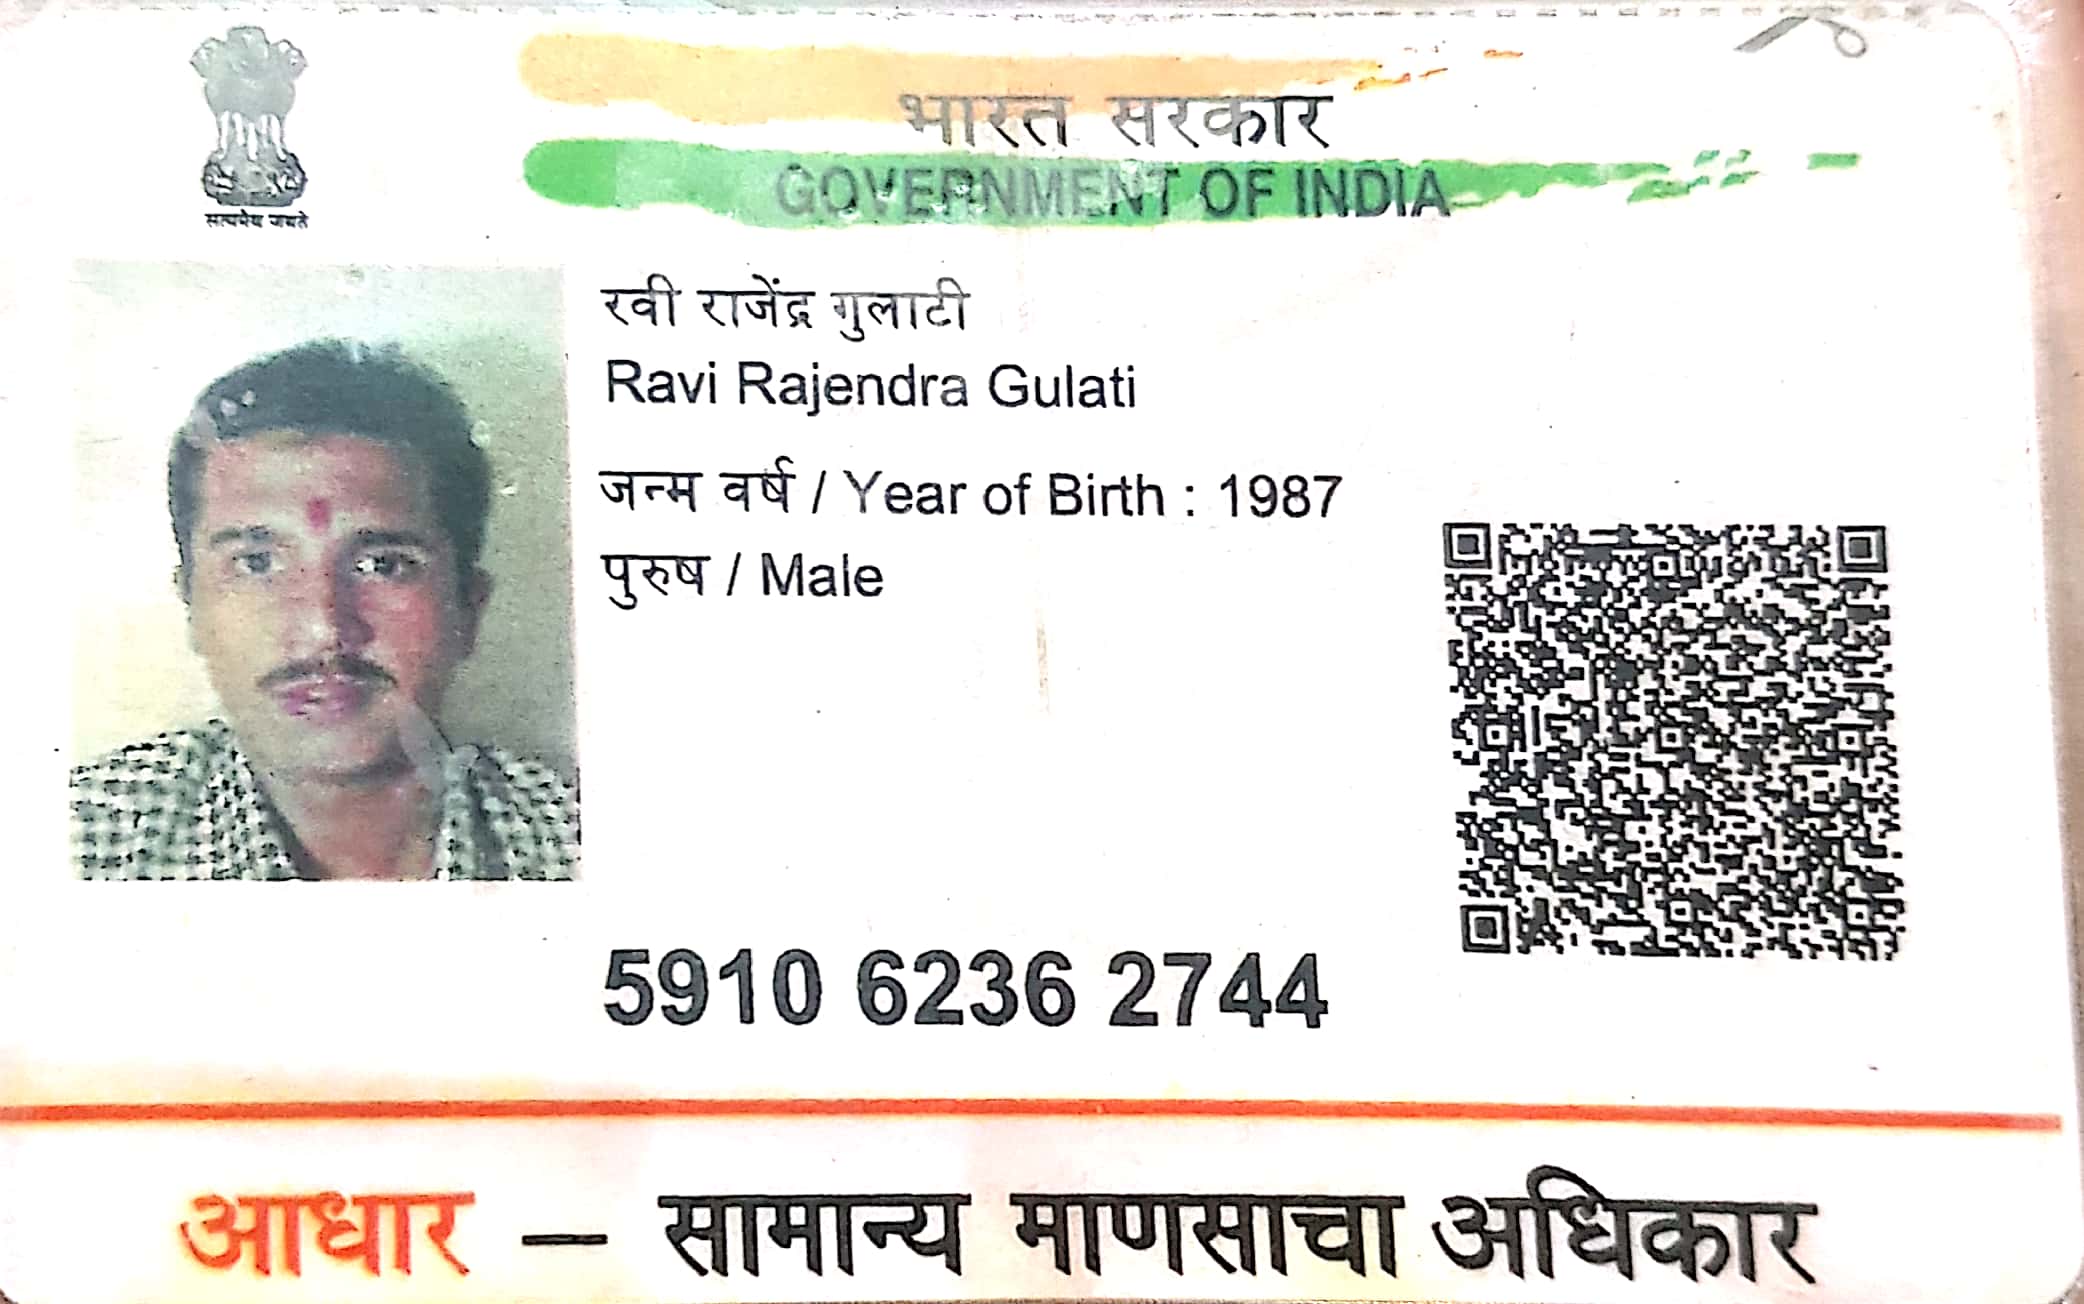 सत्यमेव जयते
भारत सरकार
GOVERNMENT OF INDIA
रवी राजेंद्र गुलाटी
Ravi Rajendra Gulati
जन्म वर्ष / Year of Birth : 1987
पुरुष / Male
5910 6236 2744
आधार – सामान्य माणसाचा अधिकार